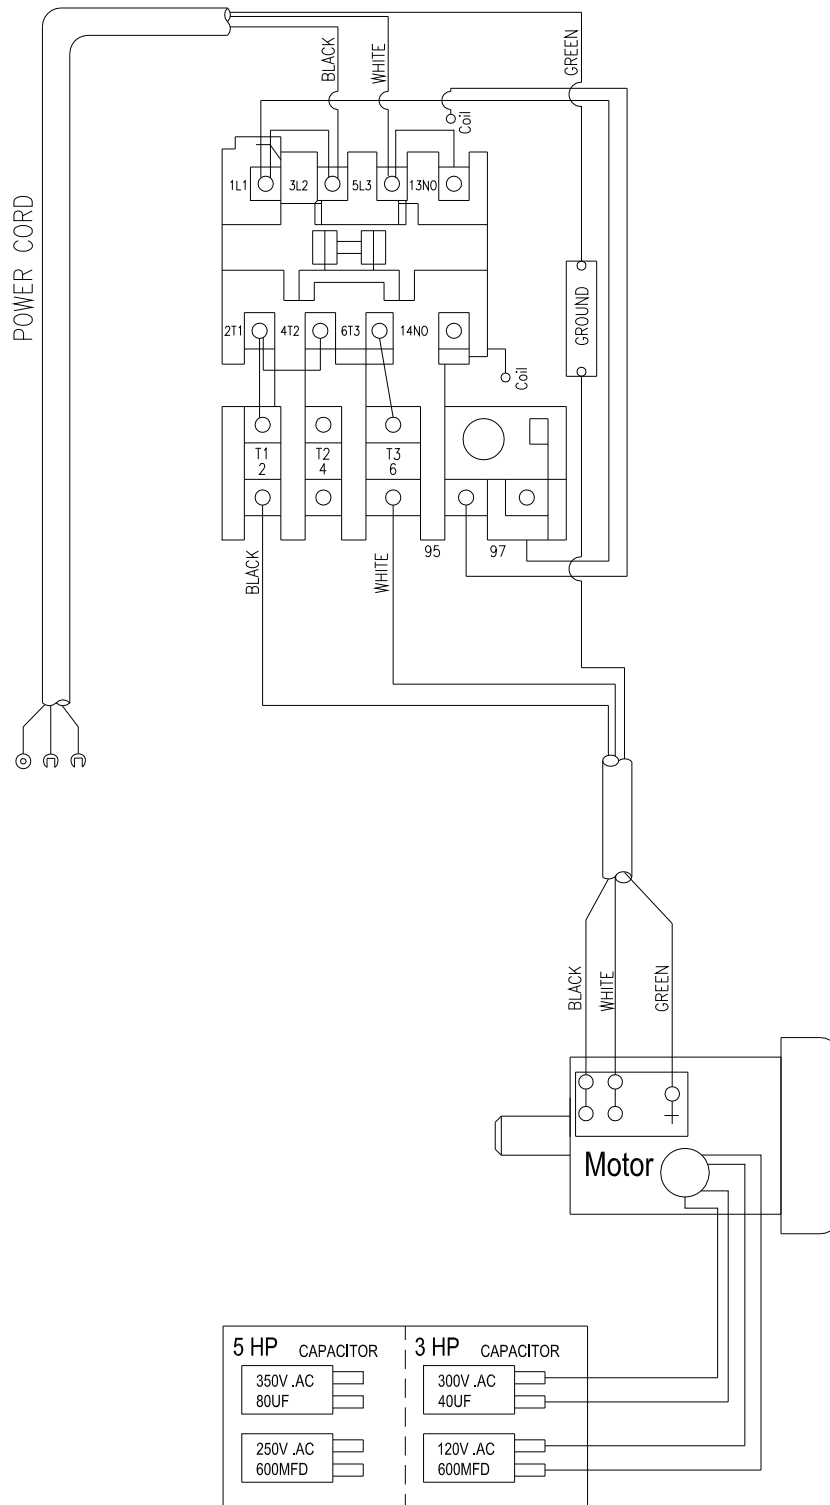 BLACK
WHITE
GREEN
Coil
POWER CORD
1L1
3L2
5L3
13NO
GROUND
2T1
4T2
6T3
14NO
Coil
T1
2
T2
4
T3
6
95
97
BLACK
WHITE
BLACK
WHITE
GREEN
Motor
5 HP CAPACITOR
350V .AC
80UF
250V .AC
600MFD
3 HP CAPACITOR
300V .AC
40UF
120V .AC
600MFD